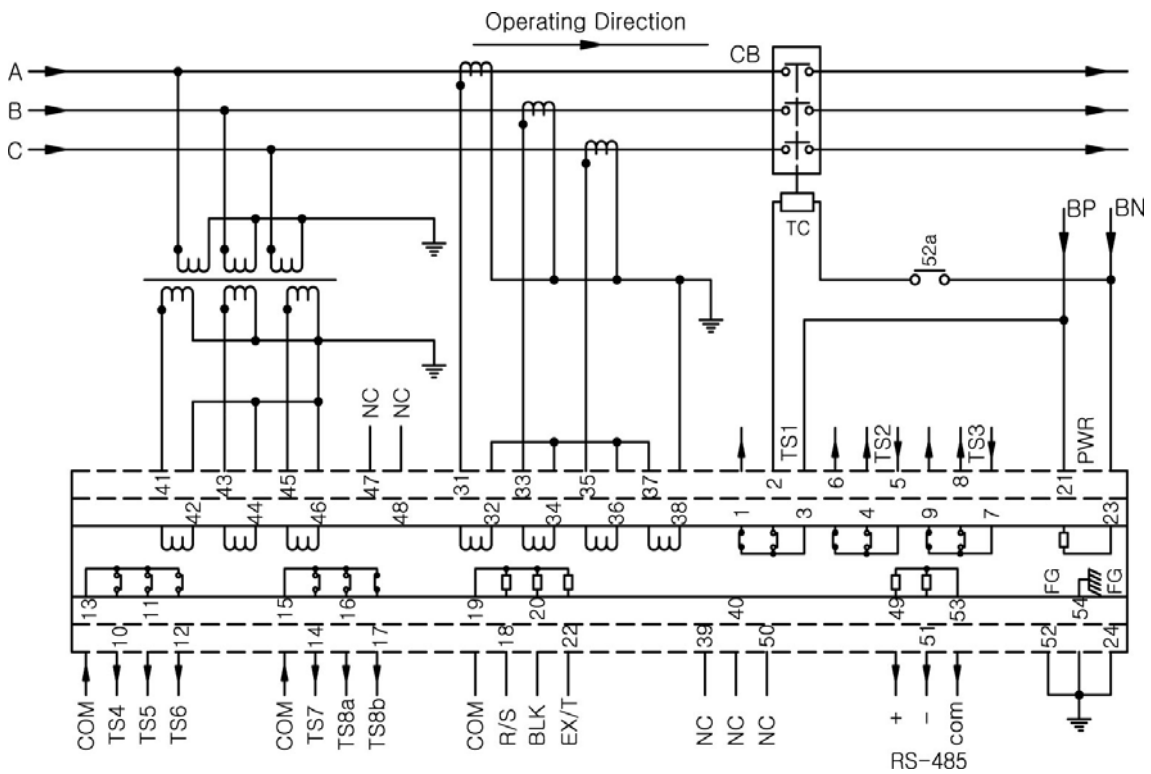 Operating Direction
CB
A
B
C
TC
52a
BP
BN
NC
NC
TS1
TS2
TS3
PWR
41
43
45
47
31
33
35
37
2
6
5
8
21
42
44
46
48
32
34
36
38
1
3
4
9
7
23
FG
FG
13
11
15
16
19
20
40
49
53
54
10
12
14
17
18
22
39
50
51
52
24
COM
TS4
TS5
TS6
COM
TS7
TS8a
TS8b
COM
R/S
BLK
EX/T
NC
NC
NC
+
-
com
RS-485